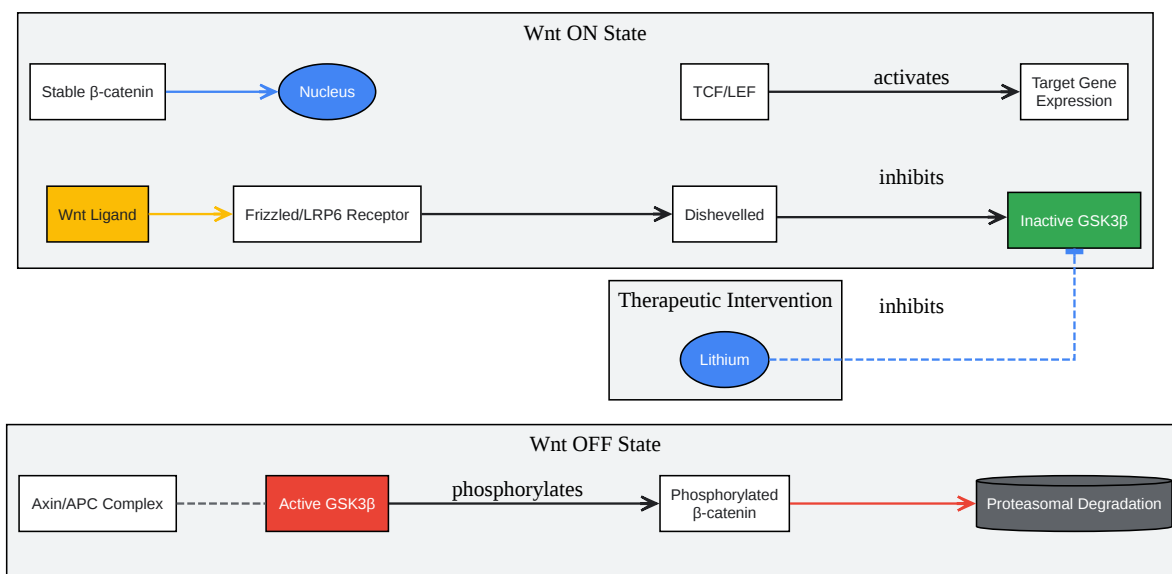 Wnt ON State
Stable β-catenin
Nucleus
TCF/LEF
activates
Target Gene
Expression
Wnt Ligand
Frizzled/LRP6 Receptor
Dishevelled
inhibits
Inactive GSK3β
Therapeutic Intervention
inhibits
Lithium
Wnt OFF State
Axin/APC Complex
Active GSK3β
phosphorylates
Phosphorylated
β-catenin
Proteasomal Degradation